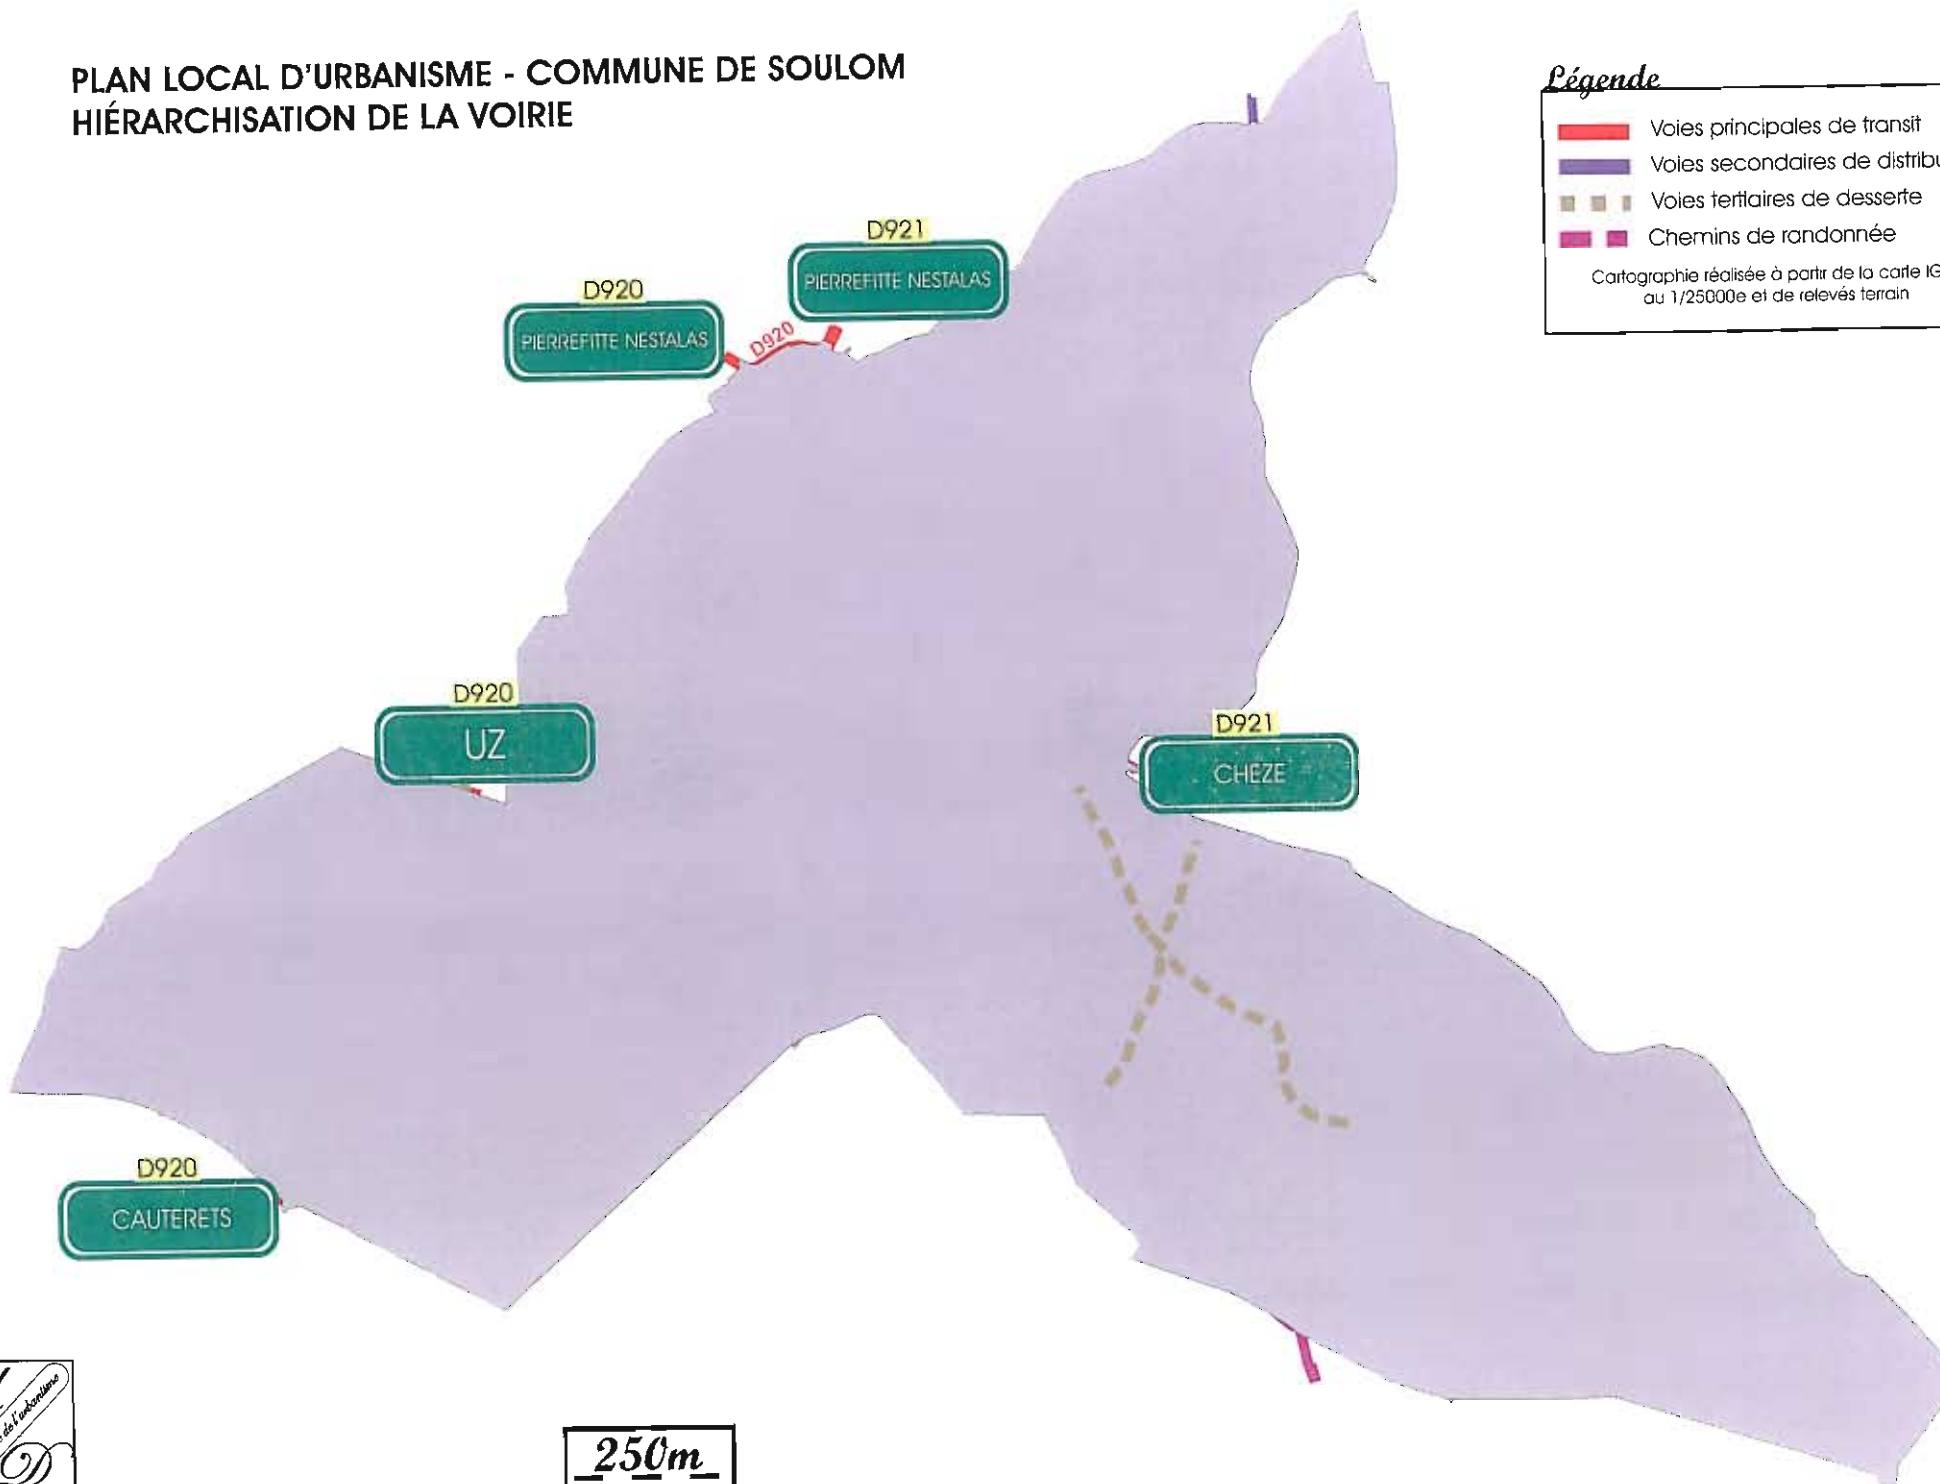 PLAN LOCAL D'URBANISME - COMMUNE DE SOULOM
HIÉRARCHISATION DE LA VOIRIE
Légende
Voies principales de transit
Voies secondaires de distribu
Voies tertiaires de desserte
Chemins de randonnée
Cartographie réalisée à partir de la carte IG
au 1/25000e et de relevés terrain
D921
PIERREFITTE NESTALAS
D920
PIERREFITTE NESTALAS
D920
D920
UZ
D921
CHEZE
D920
CAUTERETS
de l'urbanisme
D
250m